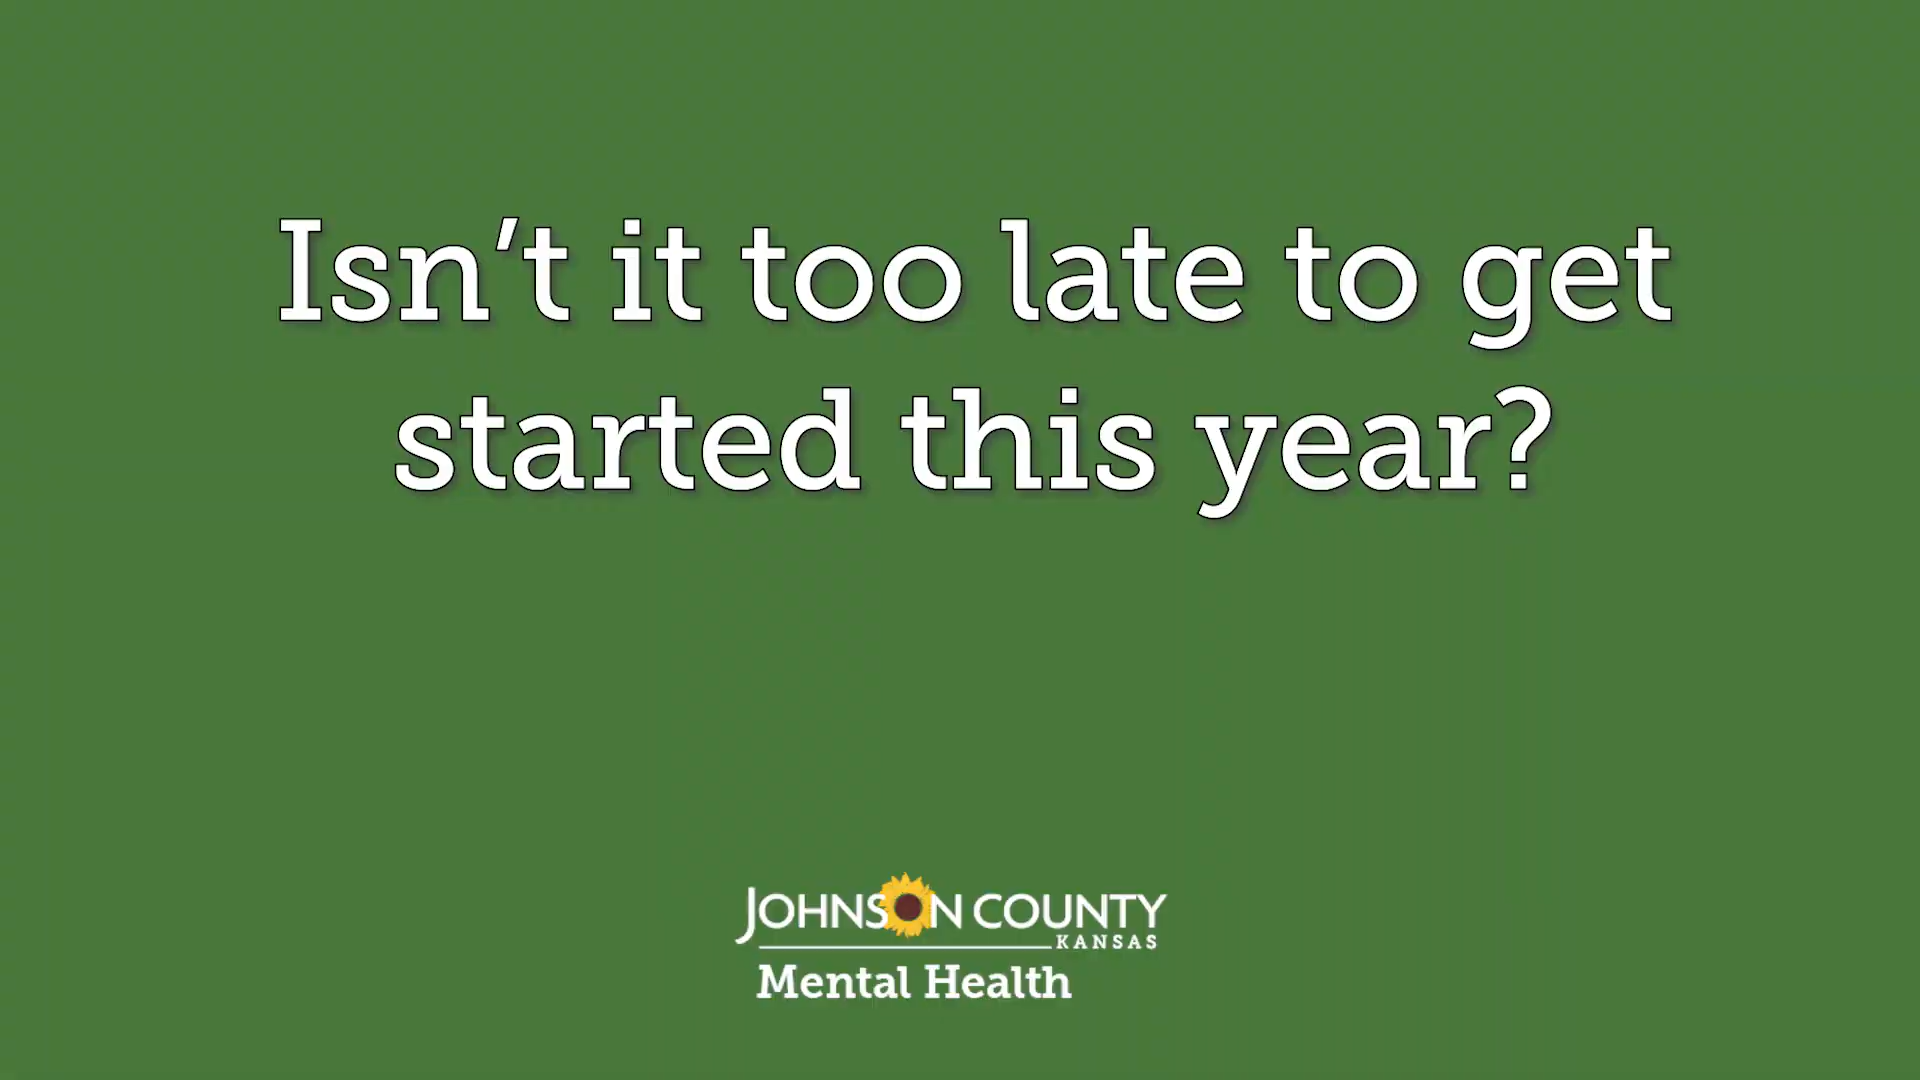 Isn’t it too late to get
started this year?
JOHNSON COUNTY
KANSAS
Mental Health